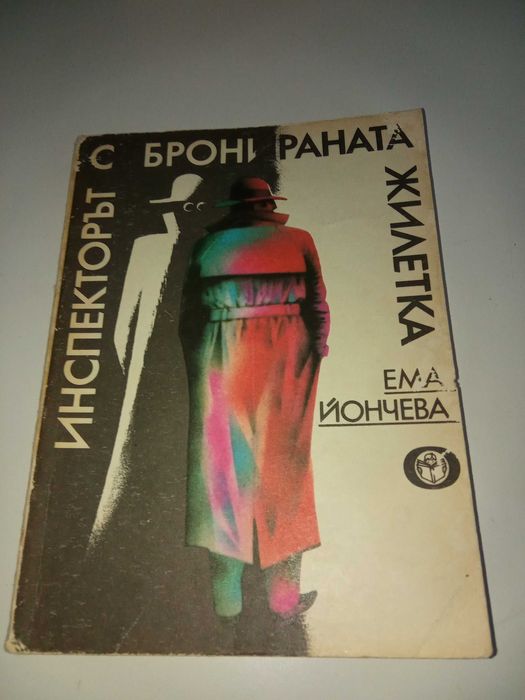 ИНСПЕКТОРЪТ
С БРОНИРАНАТА
ЖИЛЕТКА
ЕМА
ЙОНЧЕВА